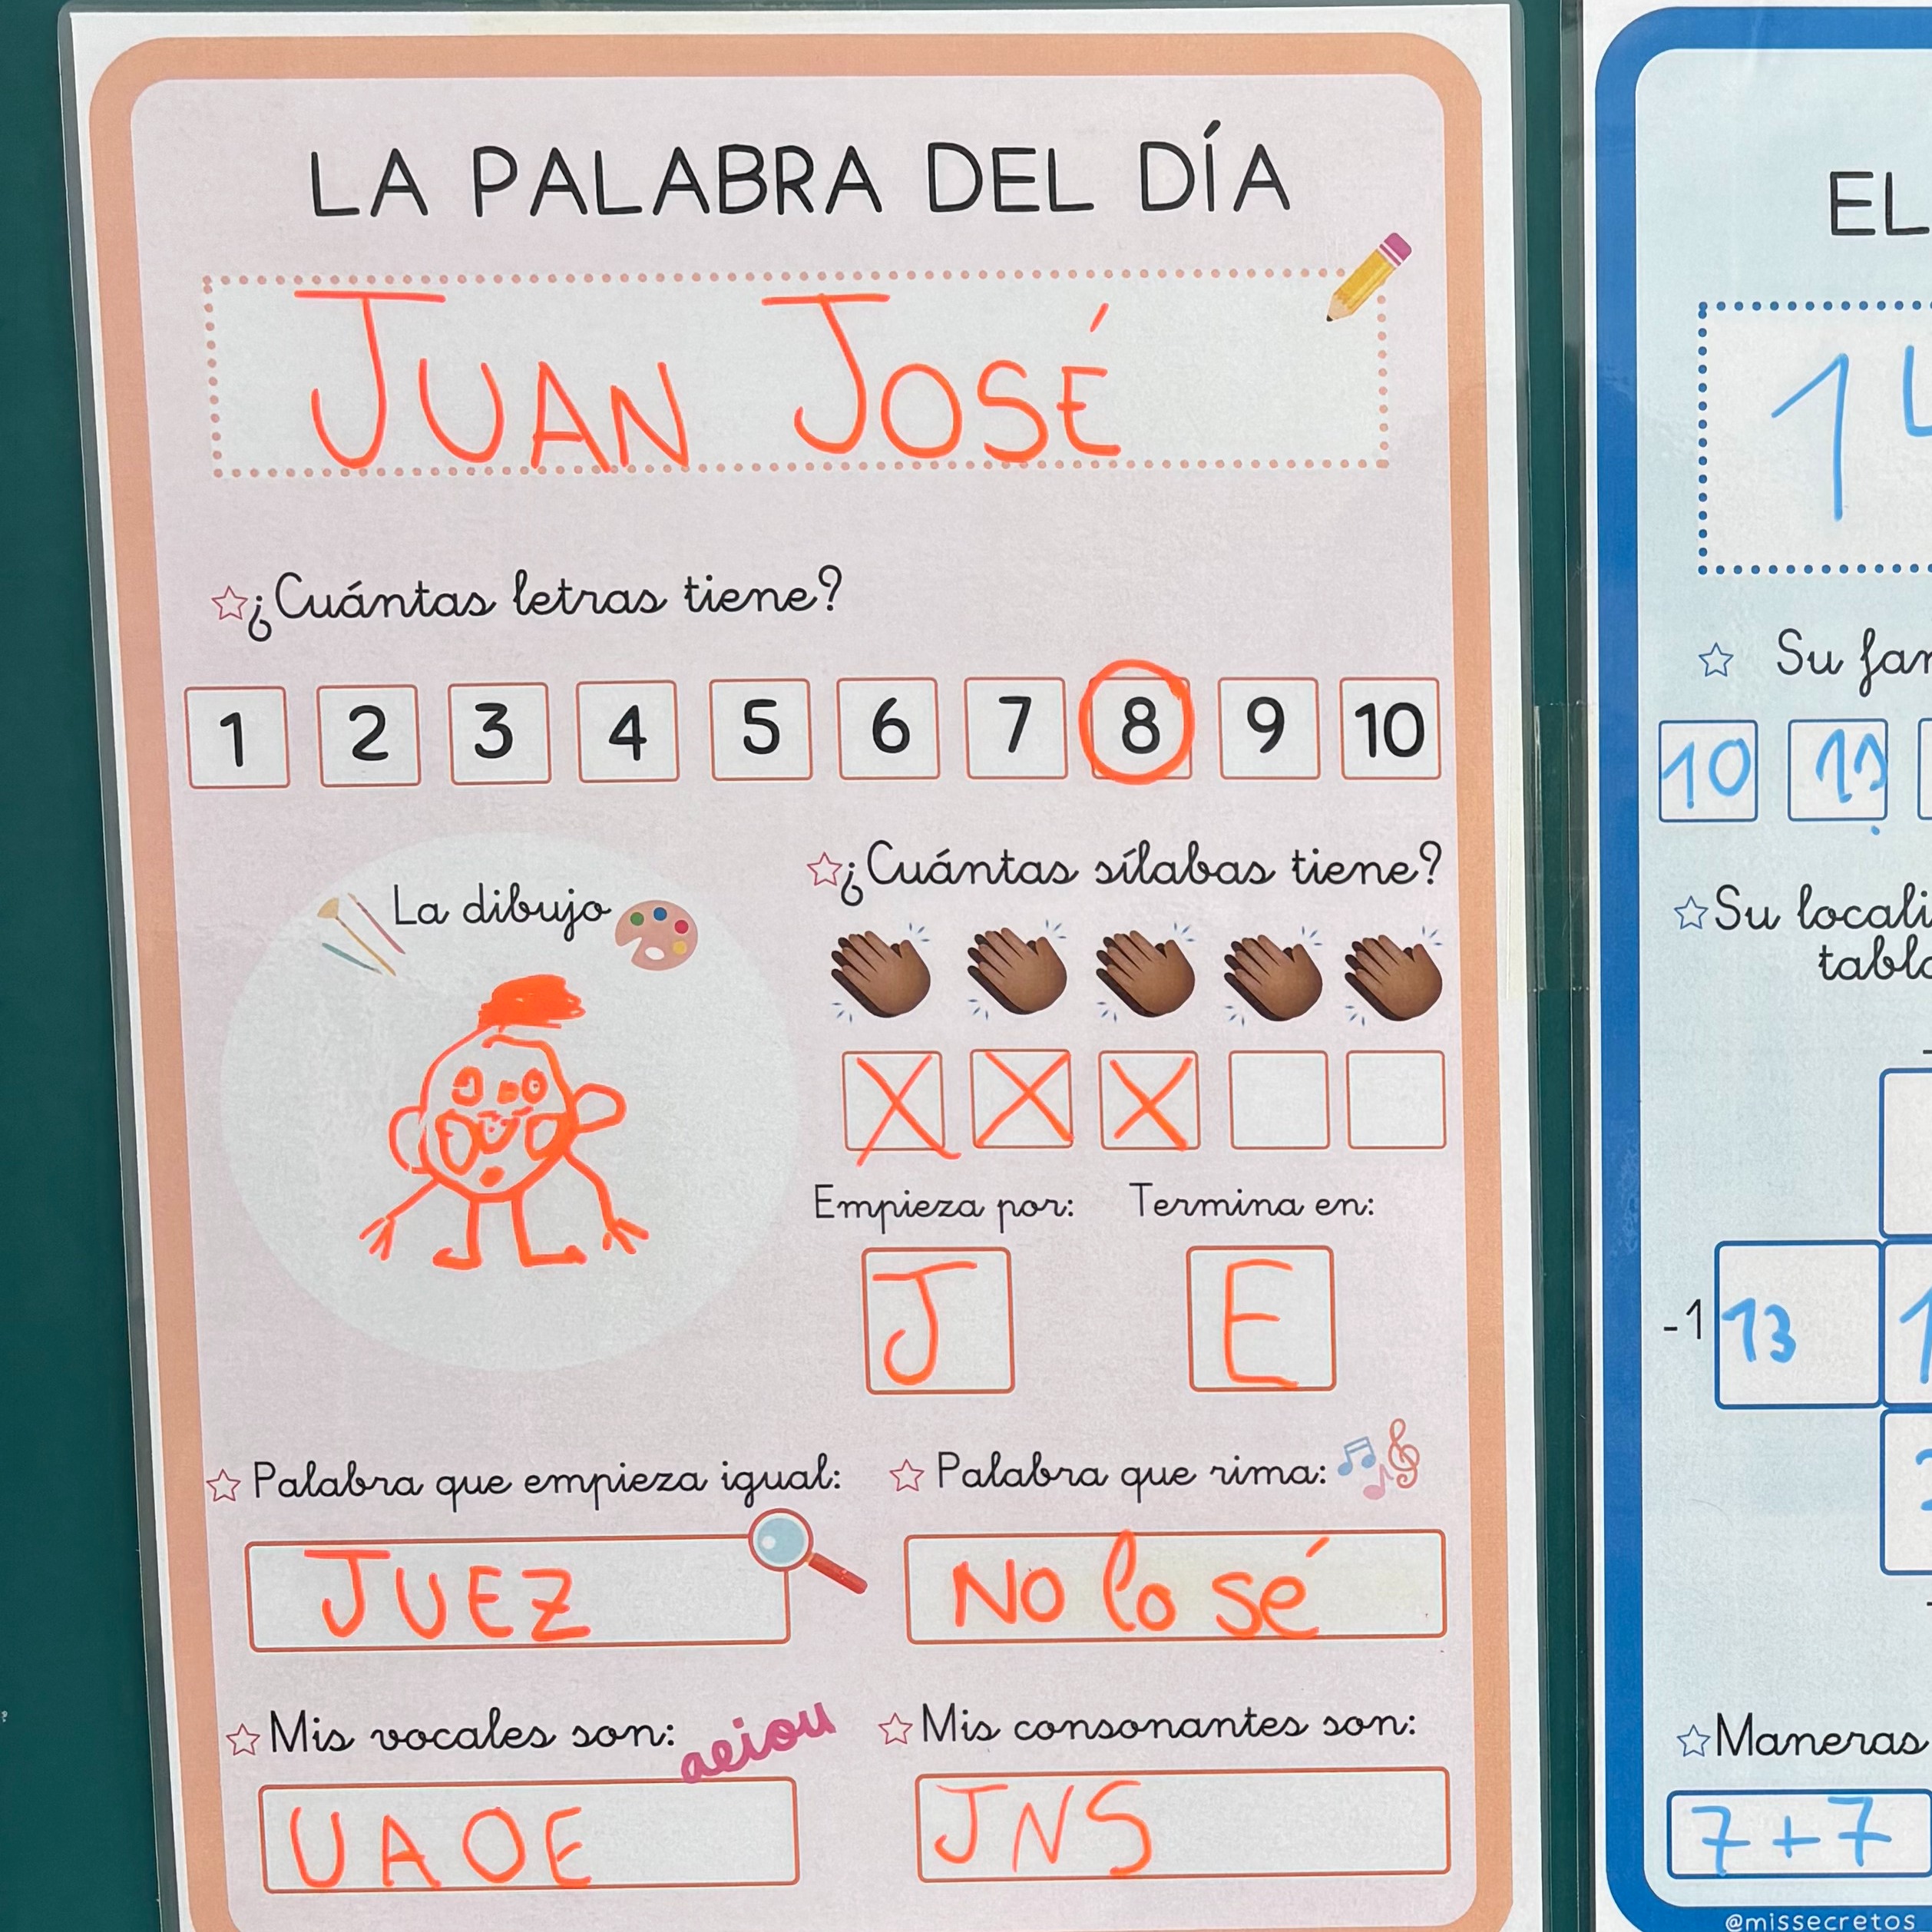 LA PALABRA DEL DÍA
JUAN JOSÉ
¿Cuántas letras tiene?
1 2 3 4 5 6 7 8 9 10
La dibujo
¿Cuántas sílabas tiene?
X X X
Empieza por: Termina en:
J E
Palabra que empieza igual: Palabra que rima:
JUEZ NO lo sé
Mis vocales son: aeiou Mis consonantes son:
UAOE JNS
EL
1
Su
10 11
Su
-1 13
Maneras
7+7
@missecretos